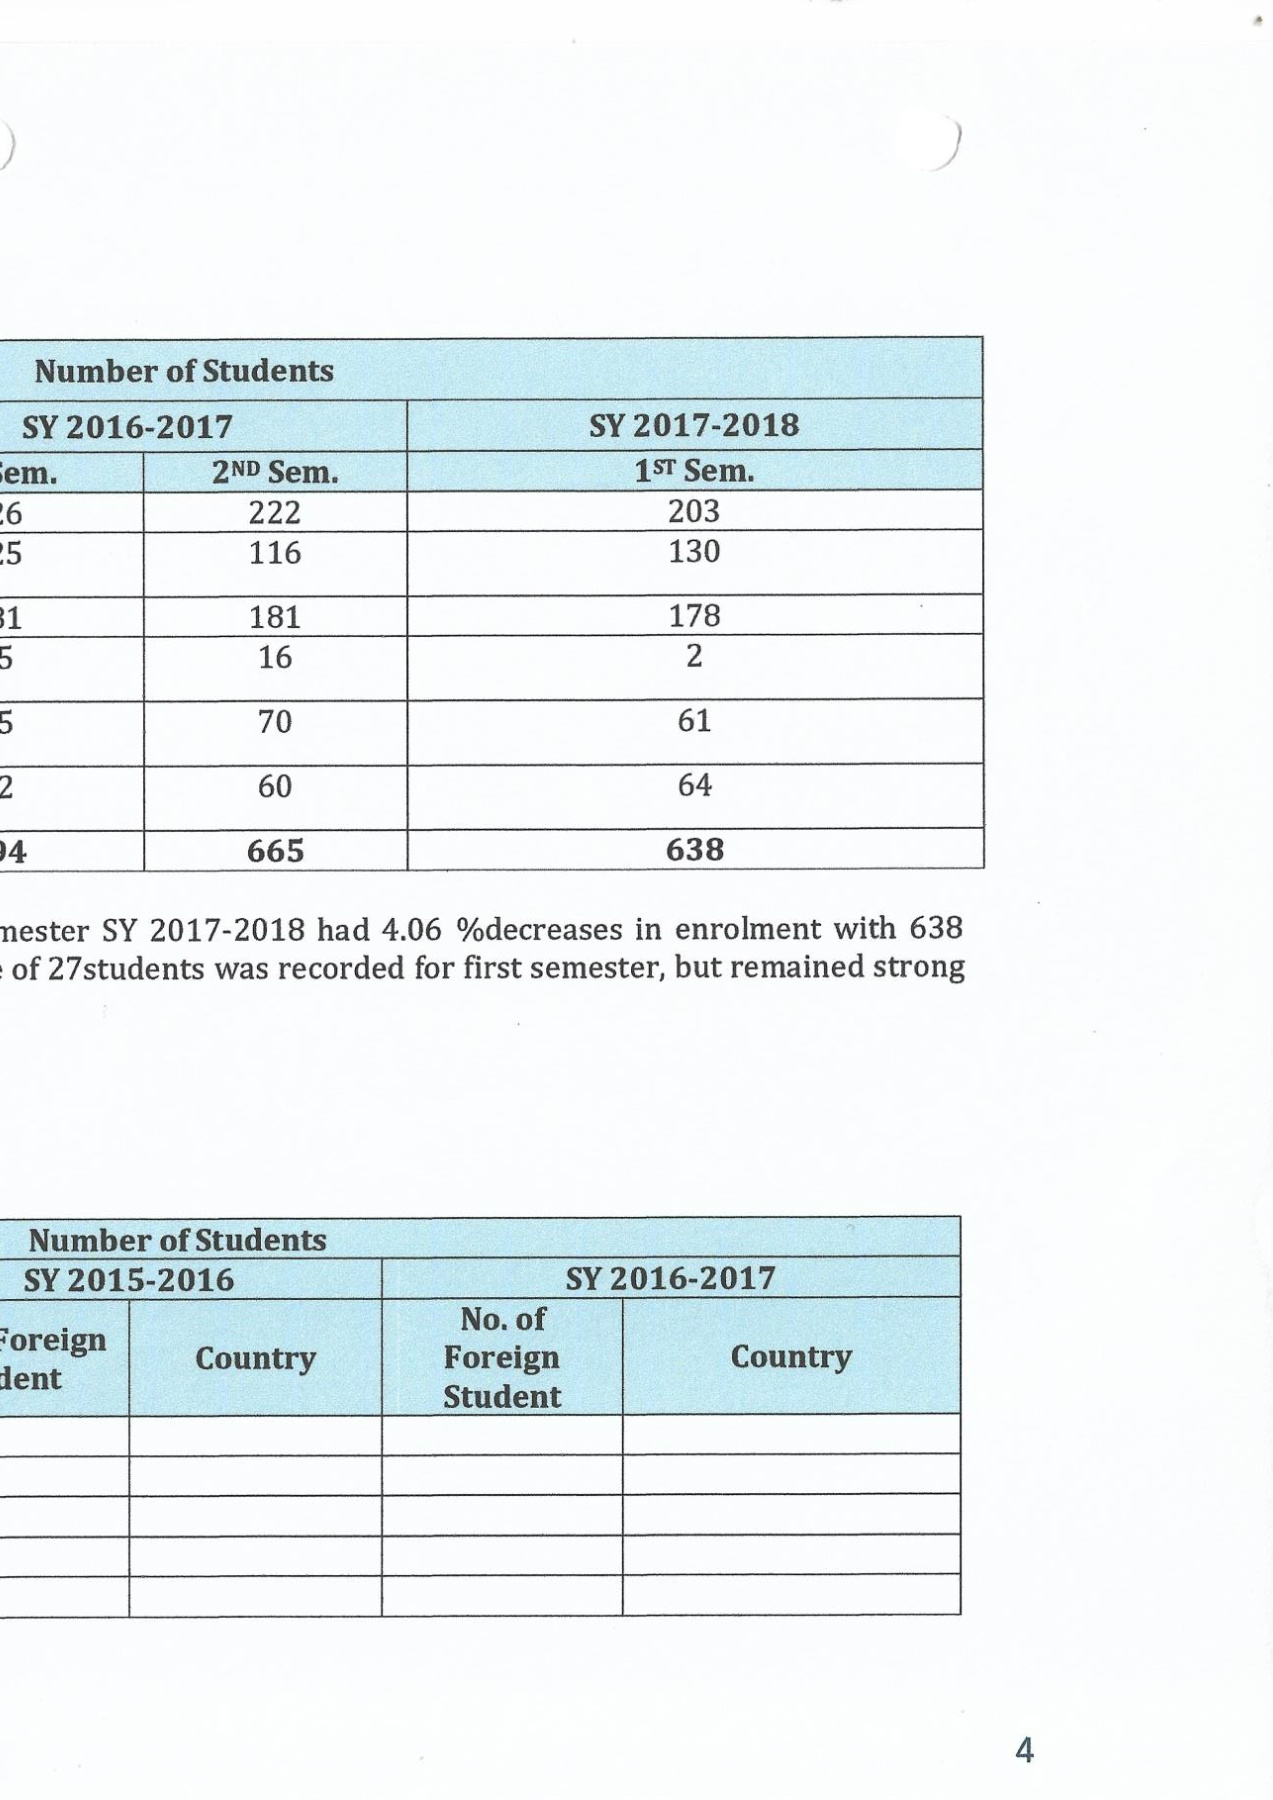 Number of Students
SY 2016-2017 SY 2017-2018
Sem. 2ND Sem. 1ST Sem.
26 222 203
25 116 130
81 181 178
5 16 2
5 70 61
2 60 64
94 665 638
mester SY 2017-2018 had 4.06 %decreases in enrolment with 638
of 27students was recorded for first semester, but remained strong
Number of Students
SY 2015-2016 SY 2016-2017
Foreign
dent
Country
No. of
Foreign
Student
Country
4